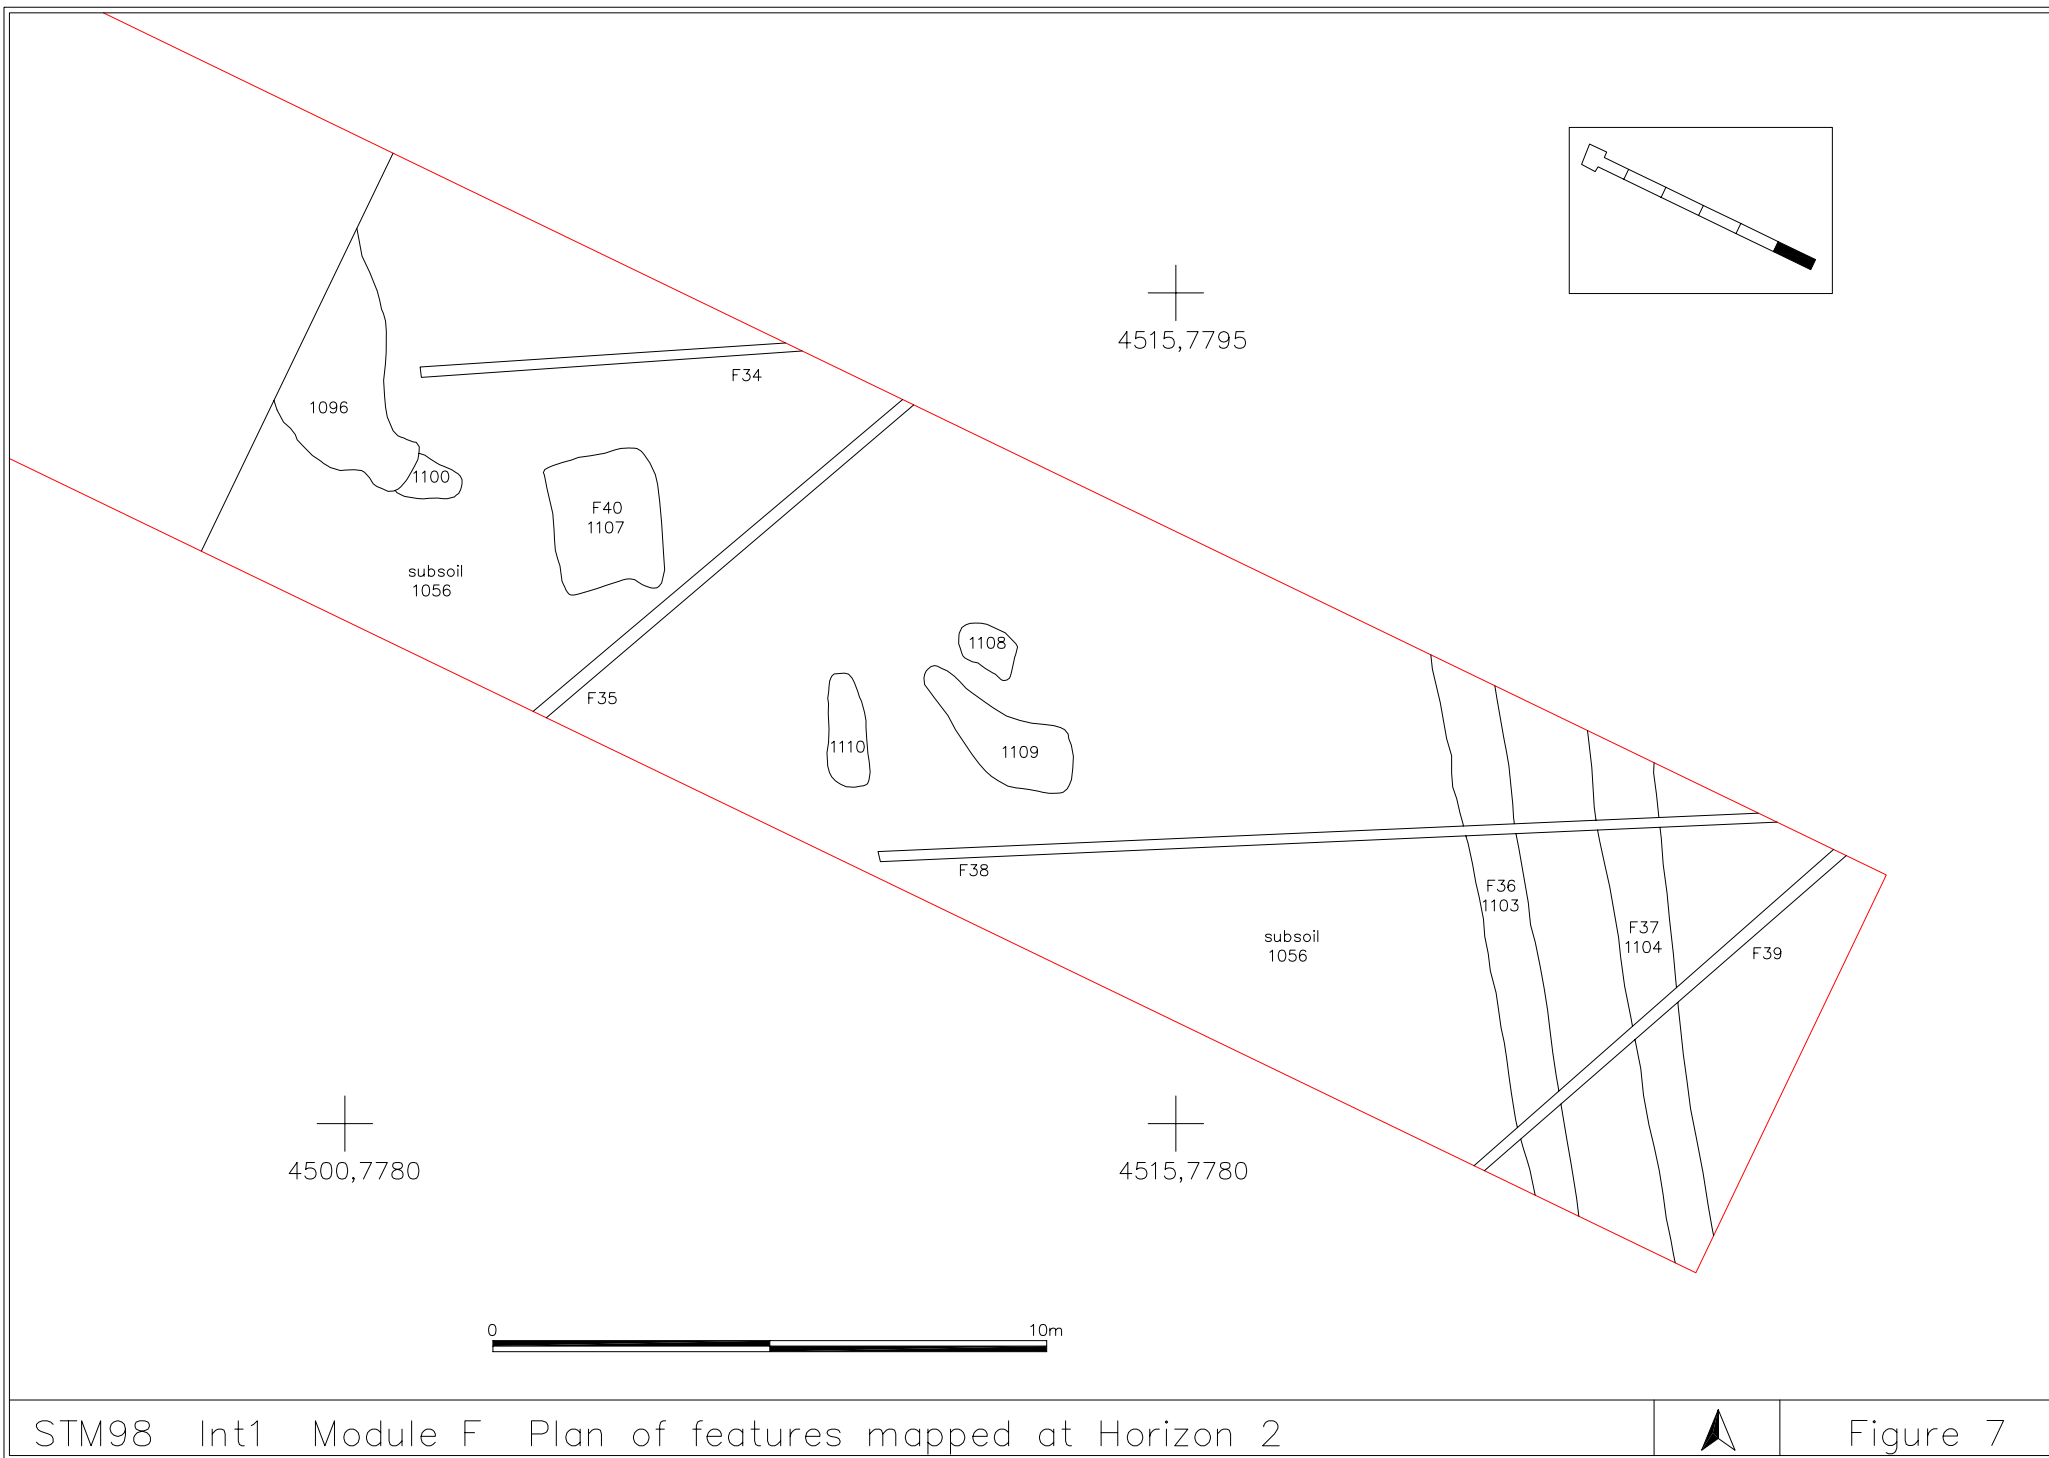 4515,7795
F34
1096
1100
F40
1107
subsoil
1056
F35
1108
1110
1109
F38
F36
1103
F37
1104
F39
subsoil
1056
4500,7780
4515,7780
0 10m
STM98 Int1 Module F Plan of features mapped at Horizon 2
Figure 7